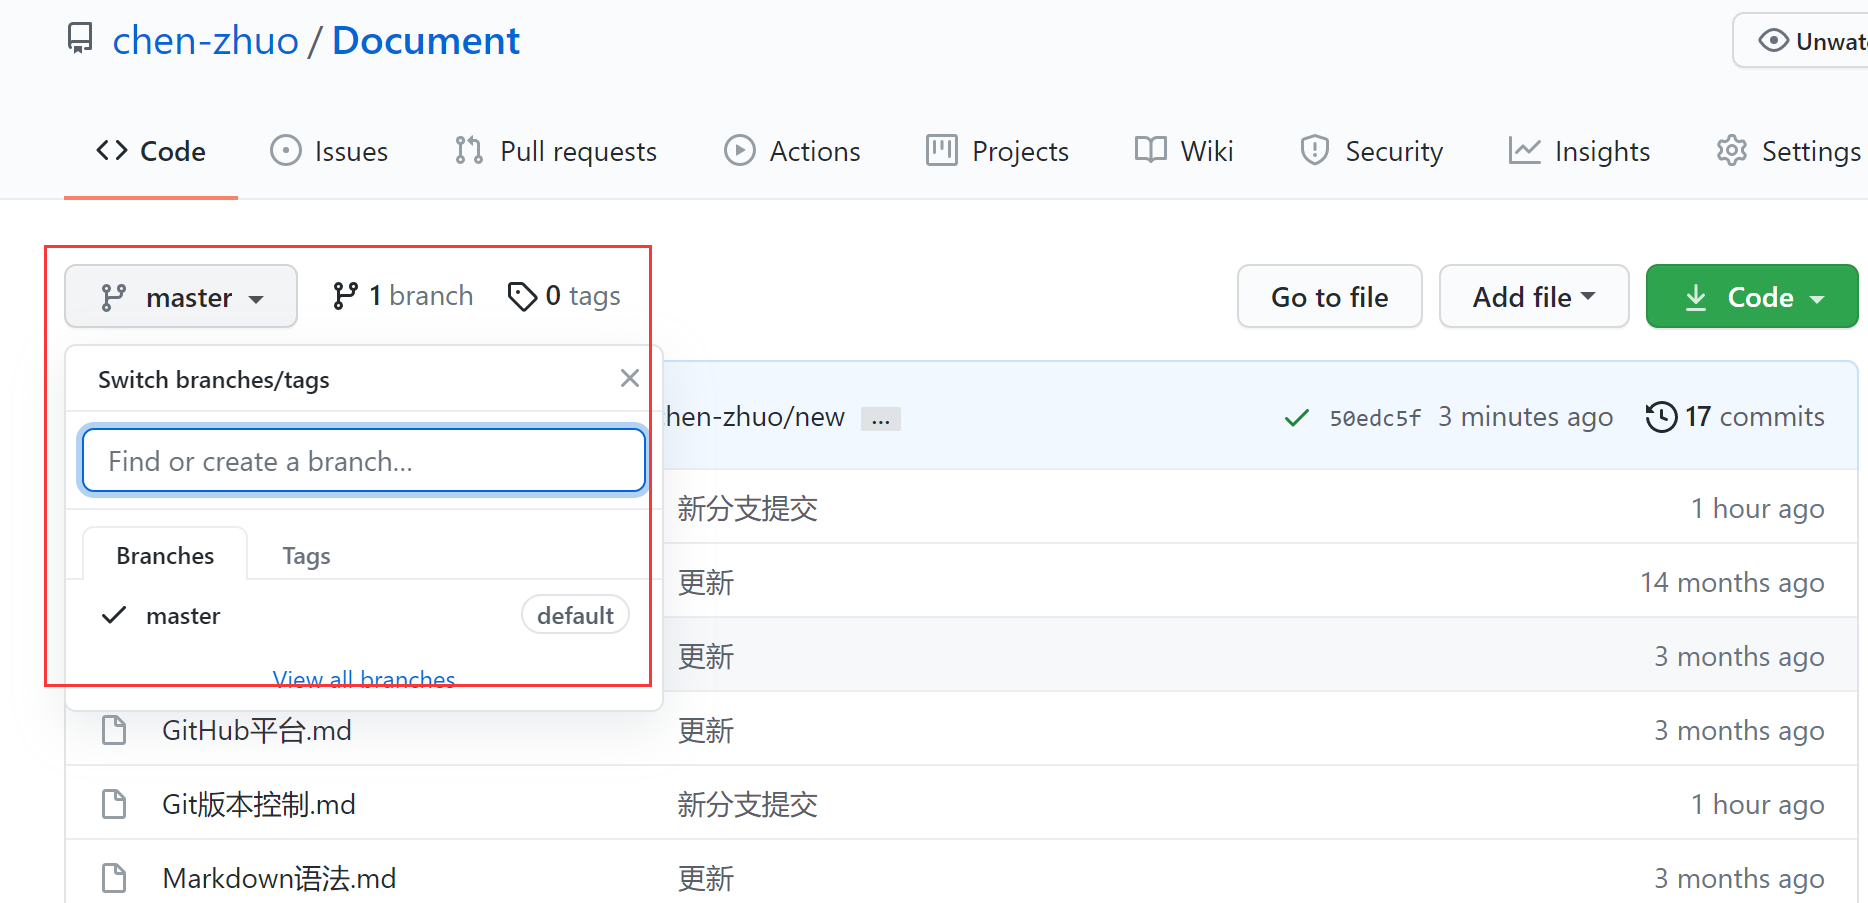 chen-zhuo / Document
Unwat
Code Issues Pull requests Actions Projects Wiki Security Insights Settings
master 1 branch 0 tags Go to file Add file Code
Switch branches/tags
hen-zhuo/new ... 50edc5f 3 minutes ago 17 commits
Find or create a branch...
新分支提交 1 hour ago
Branches Tags
更新 14 months ago
master default
更新 3 months ago
View all branches
GitHub平台.md 更新 3 months ago
Git版本控制.md 新分支提交 1 hour ago
Markdown语法.md 更新 3 months ago